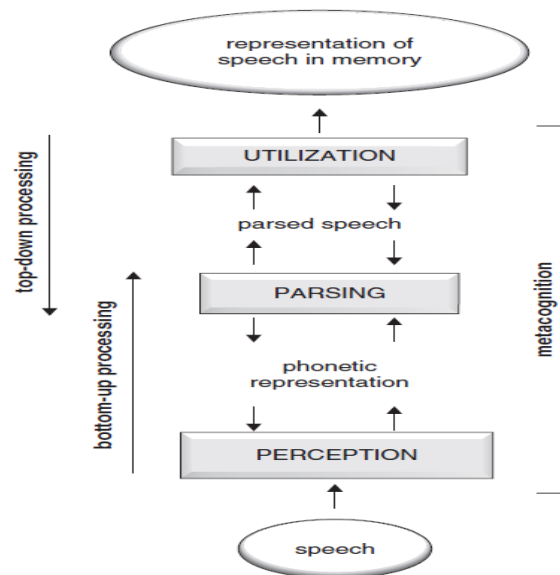 representation of
speech in memory
UTILIZATION
parsed speech
PARSING
phonetic
representation
PERCEPTION
speech
top-down processing
bottom-up processing
metacognition